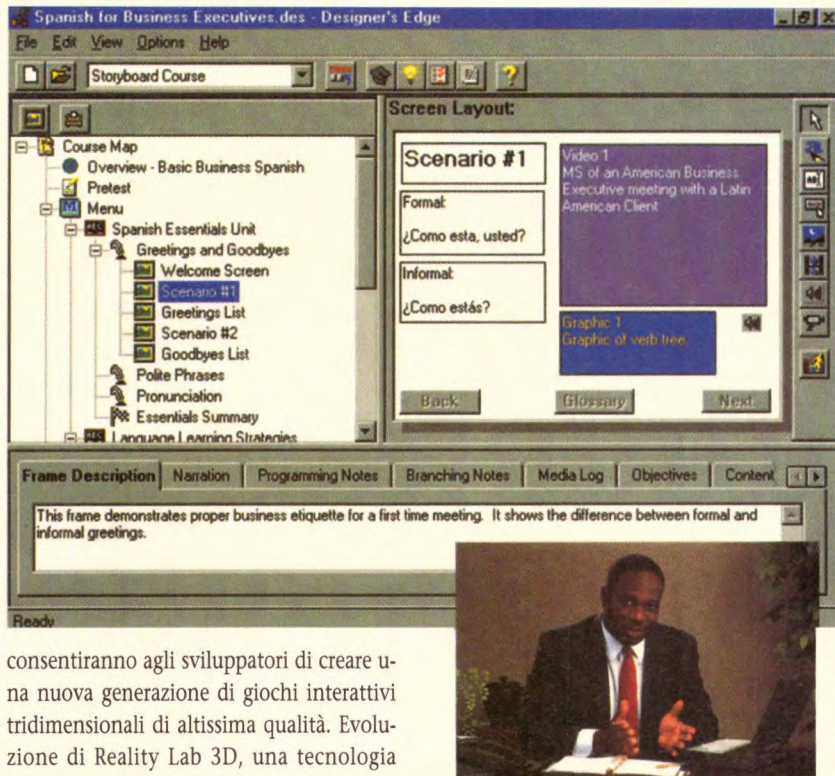 Spanish for Business Executives.des - Designer's Edge
File Edit View Options Help
Storyboard Course
Course Map
Overview - Basic Business Spanish
Pretest
Menu
Spanish Essentials Unit
Greetings and Goodbyes
Welcome Screen
Scenario #1
Greetings List
Scenario #2
Goodbyes List
Polite Phrases
Pronunciation
Essentials Summary
Language Learning Strategies
Screen Layout:
Scenario #1
Formal:
¿Como esta, usted?
Informal:
¿Como estás?
Video 1
MS of an American Business
Executive meeting with a Latin
American Client
Graphic 1
Graphic of verb tree.
Back Glossary Next
Frame Description Narration Programming Notes Branching Notes Media Log Objectives Content
This frame demonstrates proper business etiquette for a first time meeting. It shows the difference between formal and
informal greetings.
Ready
consentiranno agli sviluppatori di creare u-
na nuova generazione di giochi interattivi
tridimensionali di altissima qualità. Evolu-
zione di Reality Lab 3D, una tecnologia